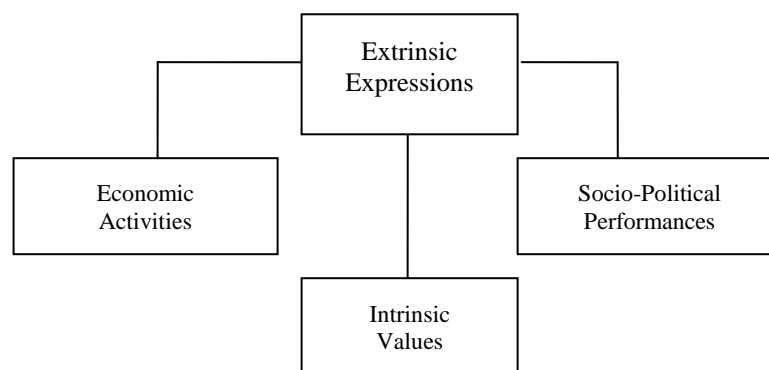 Extrinsic
Expressions
Economic
Activities
Socio-Political
Performances
Intrinsic
Values